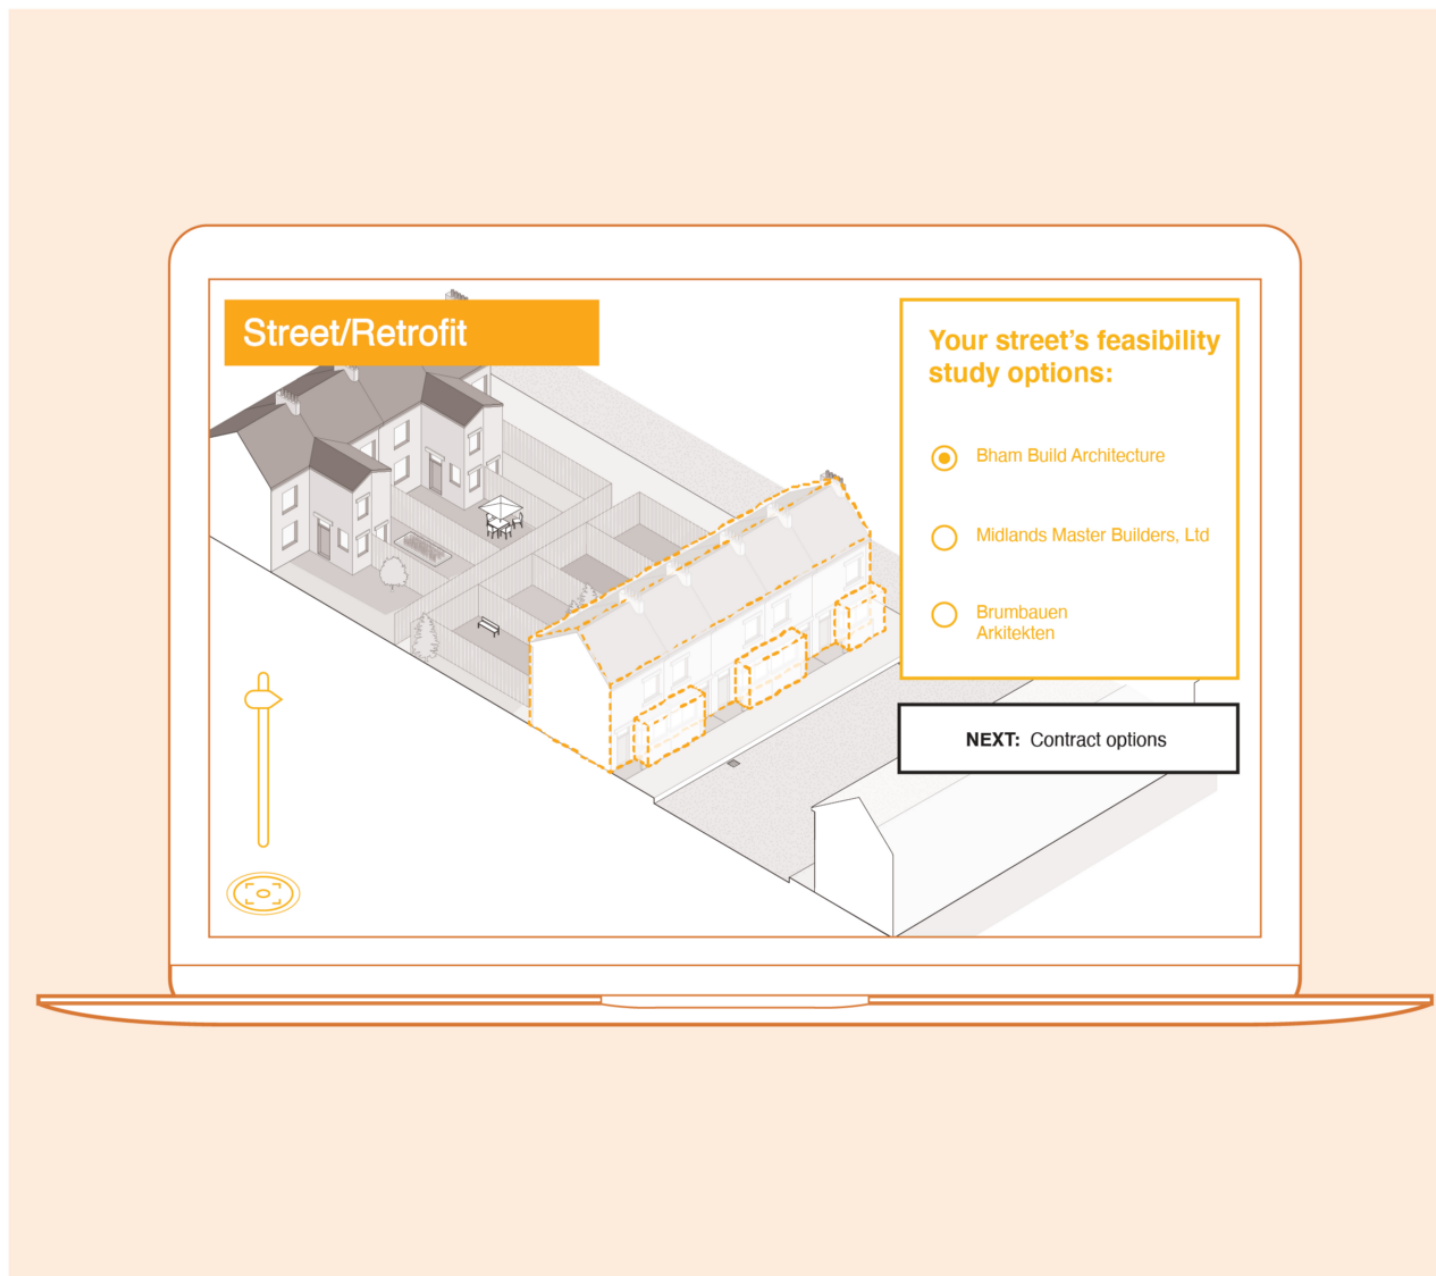 Street/Retrofit
Your street's feasibility
study options:
Bham Build Architecture
Midlands Master Builders, Ltd
Brumbauen
Arkitekten
NEXT: Contract options